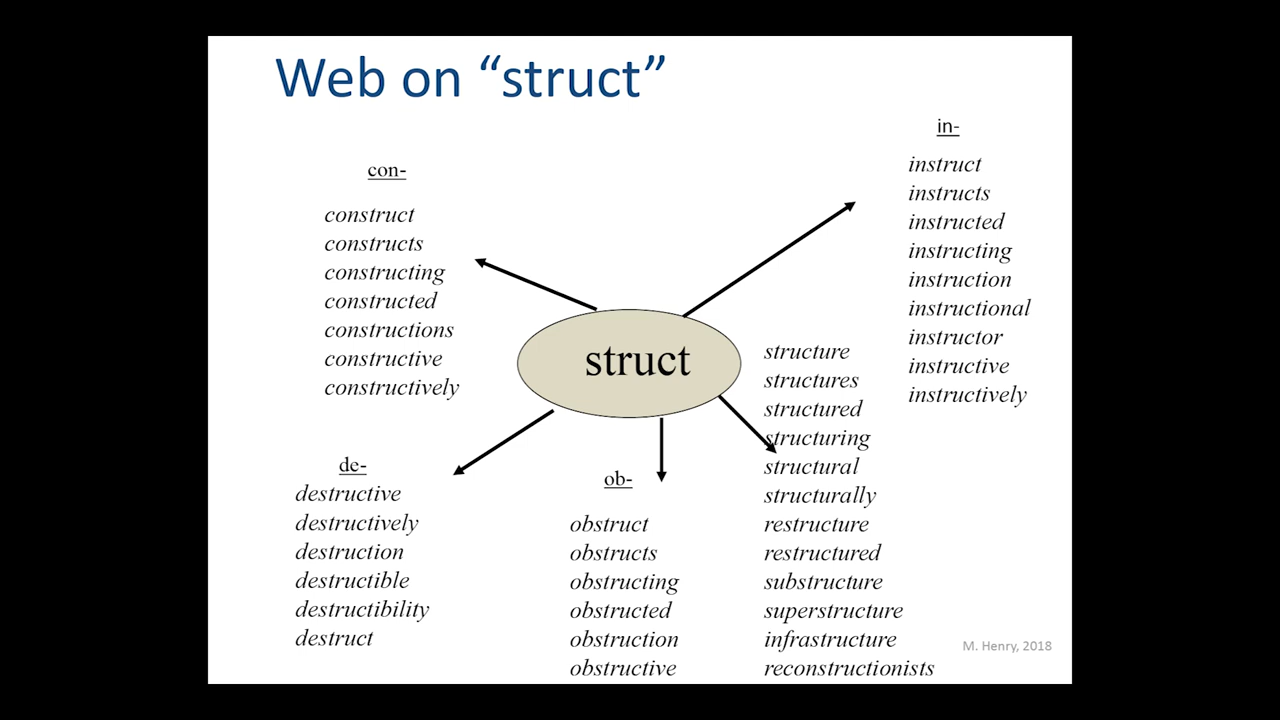 Web on “struct”
con-
construct
constructs
constructing
constructed
constructions
constructive
constructively
in-
instruct
instructs
instructed
instructing
instruction
instructional
instructor
instructive
instructively
struct
de-
destructive
destructively
destruction
destructible
destructibility
destruct
ob-
obstruct
obstructs
obstructing
obstructed
obstruction
obstructive
structure
structures
structured
structuring
structural
structurally
restructure
restructured
substructure
superstructure
infrastructure
reconstructionists
M. Henry, 2018